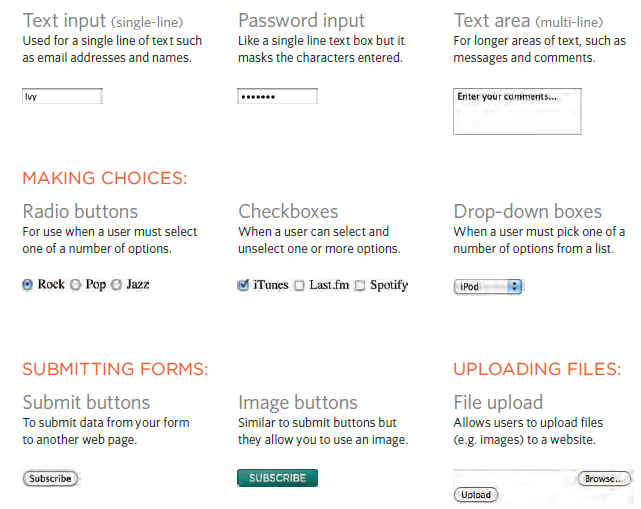 Text input (single-line)
Used for a single line of text such
as email addresses and names.
Ivy
Password input
Like a single line text box but it
masks the characters entered.
•••••••
Text area (multi-line)
For longer areas of text, such as
messages and comments.
Enter your comments...
MAKING CHOICES:
Radio buttons
For use when a user must select
one of a number of options.
Rock Pop Jazz
Checkboxes
When a user can select and
unselect one or more options.
iTunes Last.fm Spotify
Drop-down boxes
When a user must pick one of a
number of options from a list.
iPod
SUBMITTING FORMS:
Submit buttons
To submit data from your form
to another web page.
Subscribe
Image buttons
Similar to submit buttons but
they allow you to use an image.
SUBSCRIBE
UPLOADING FILES:
File upload
Allows users to upload files
(e.g. images) to a website.
Browse...
Upload